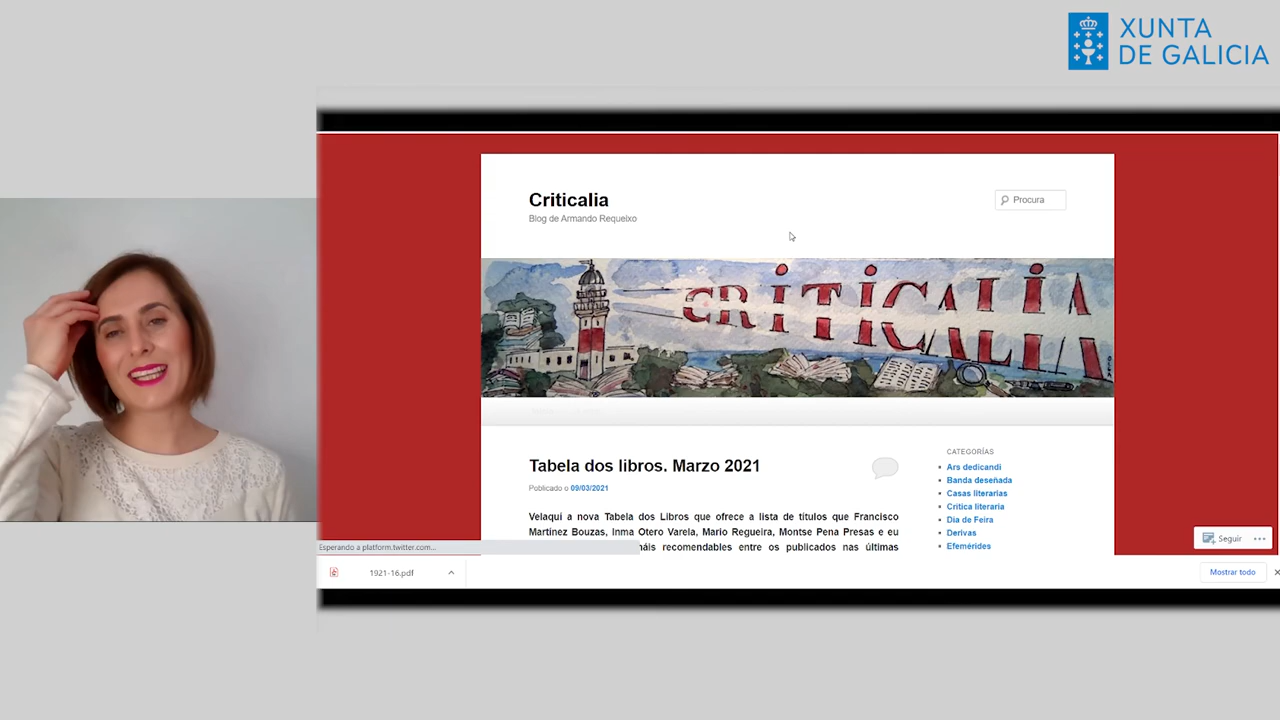 XUNTA
DE GALICIA
Criticalia
Blog de Armando Requeixo
Procura
CRITICALIA
OLEA
Tabela dos libros. Marzo 2021
Publicado o 09/03/2021
Velaquí a nova Tabela dos Libros que ofrece a lista de títulos que Francisco
Martínez Bouzas, Inma Otero Varela, Mario Regueira, Montse Pena Presas e eu
máis recomendables entre os publicados nas últimas
CATEGORÍAS
Ars dedicandi
Banda deseñada
Casas literarias
Crítica literaria
Día de Feira
Derivas
Efemérides
Seguir
Esperando a platform.twitter.com...
1921-16.pdf
Mostrar todo